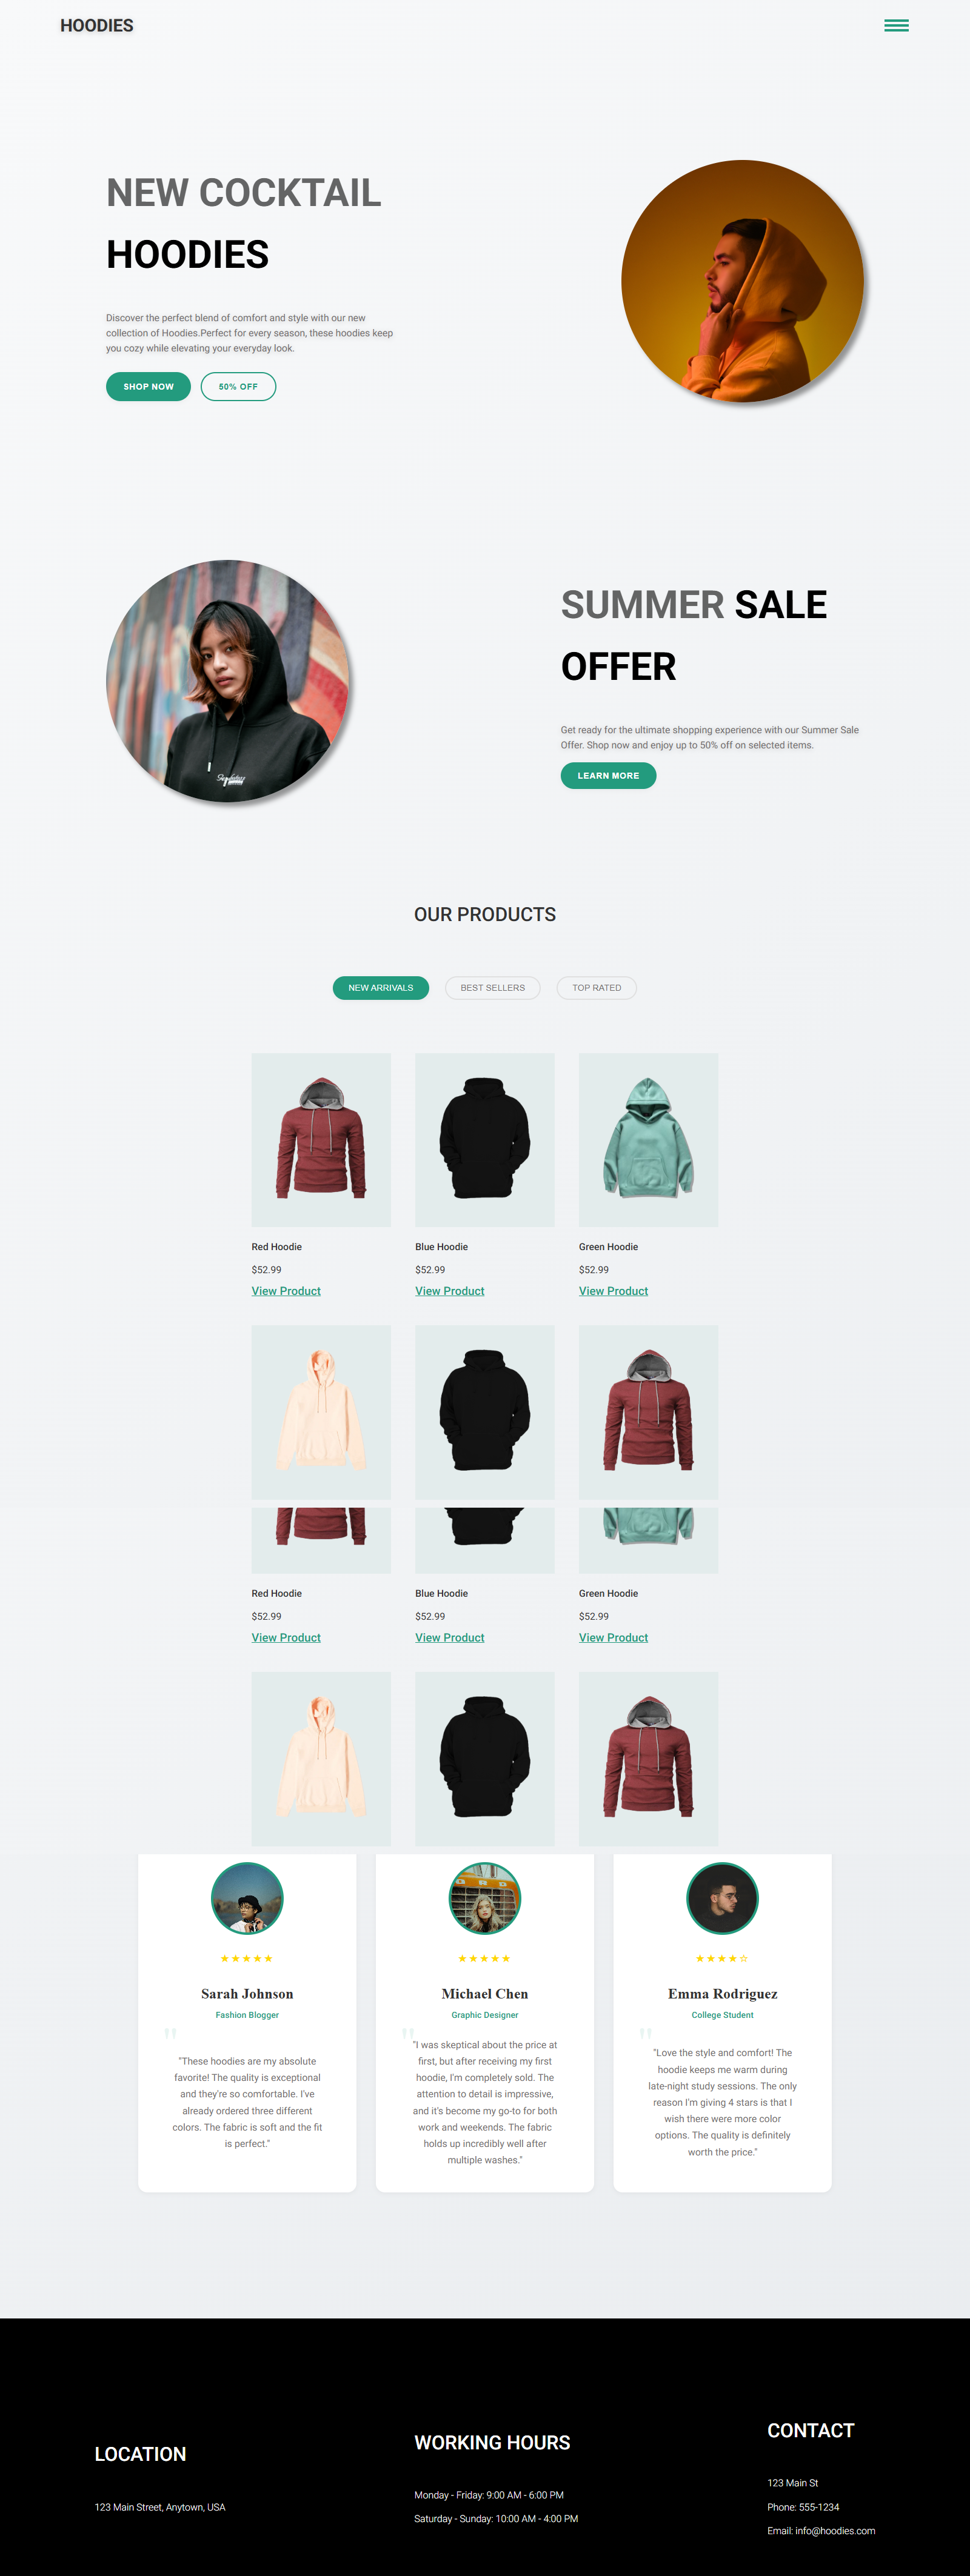 HOODIES
NEW COCKTAIL
HOODIES
Discover the perfect blend of comfort and style with our new
collection of Hoodies.Perfect for every season, these hoodies keep
you cozy while elevating your everyday look.
SHOP NOW
50% OFF
SUMMER SALE
OFFER
Get ready for the ultimate shopping experience with our Summer Sale
Offer. Shop now and enjoy up to 50% off on selected items.
LEARN MORE
OUR PRODUCTS
NEW ARRIVALS
BEST SELLERS
TOP RATED
Red Hoodie
$52.99
View Product
Blue Hoodie
$52.99
View Product
Green Hoodie
$52.99
View Product
Red Hoodie
$52.99
View Product
Blue Hoodie
$52.99
View Product
Green Hoodie
$52.99
View Product
★★★★★
Sarah Johnson
Fashion Blogger
"
"These hoodies are my absolute
favorite! The quality is exceptional
and they're so comfortable. I've
already ordered three different
colors. The fabric is soft and the fit
is perfect."
★★★★★
Michael Chen
Graphic Designer
"
"I was skeptical about the price at
first, but after receiving my first
hoodie, I'm completely sold. The
attention to detail is impressive,
and it's become my go-to for both
work and weekends. The fabric
holds up incredibly well after
multiple washes."
★★★★☆
Emma Rodriguez
College Student
"
"Love the style and comfort! The
hoodie keeps me warm during
late-night study sessions. The only
reason I'm giving 4 stars is that I
wish there were more color
options. The quality is definitely
worth the price."
LOCATION
123 Main Street, Anytown, USA
WORKING HOURS
Monday - Friday: 9:00 AM - 6:00 PM
Saturday - Sunday: 10:00 AM - 4:00 PM
CONTACT
123 Main St
Phone: 555-1234
Email: info@hoodies.com